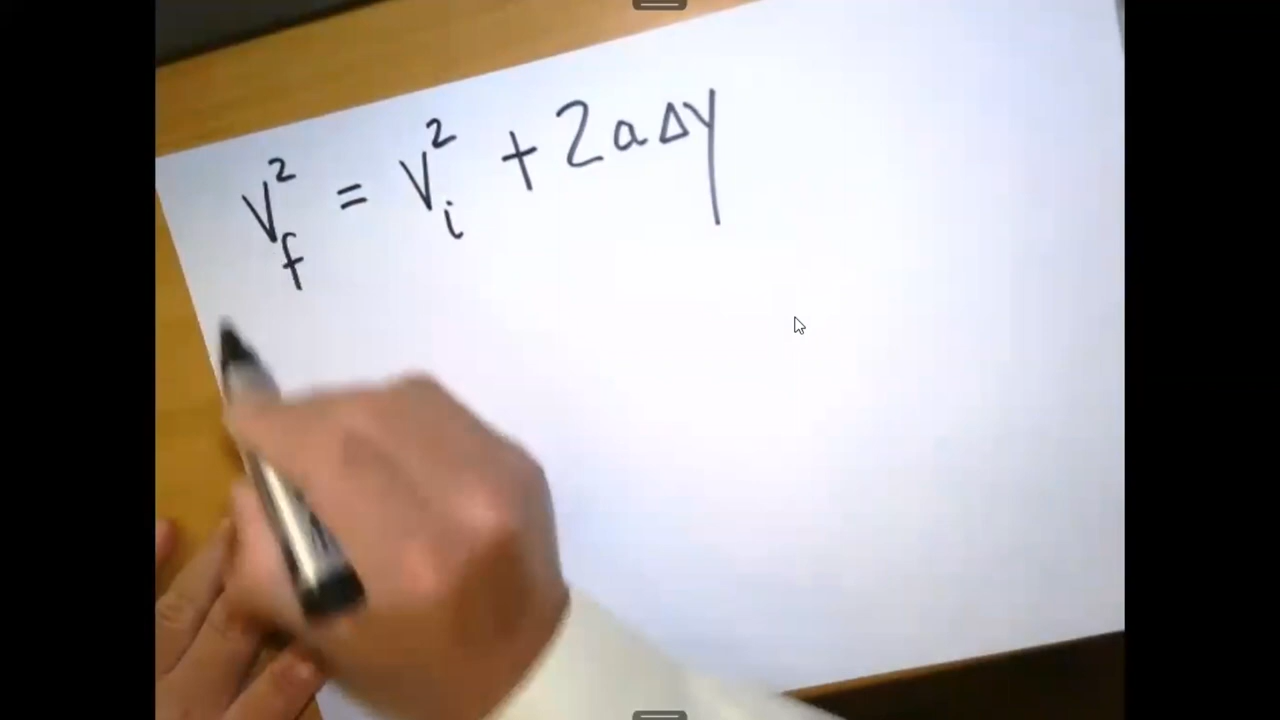 V_f^2 = V_i^2 + 2aΔy